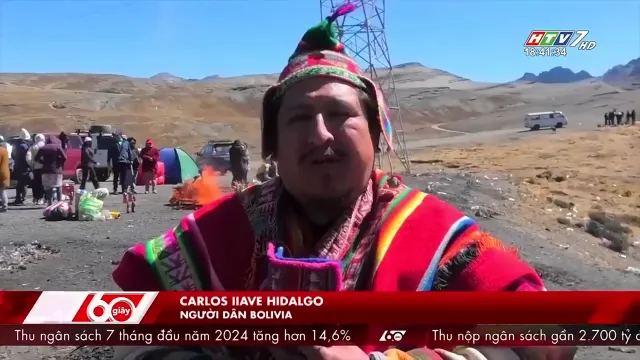 HTV7 HD
18:41:34
60 giây
CARLOS IIAVE HIDALGO
NGƯỜI DÂN BOLIVIA
Thu ngân sách 7 tháng đầu năm 2024 tăng hơn 14,6% 60 Thu nộp ngân sách gần 2.700 tỷ